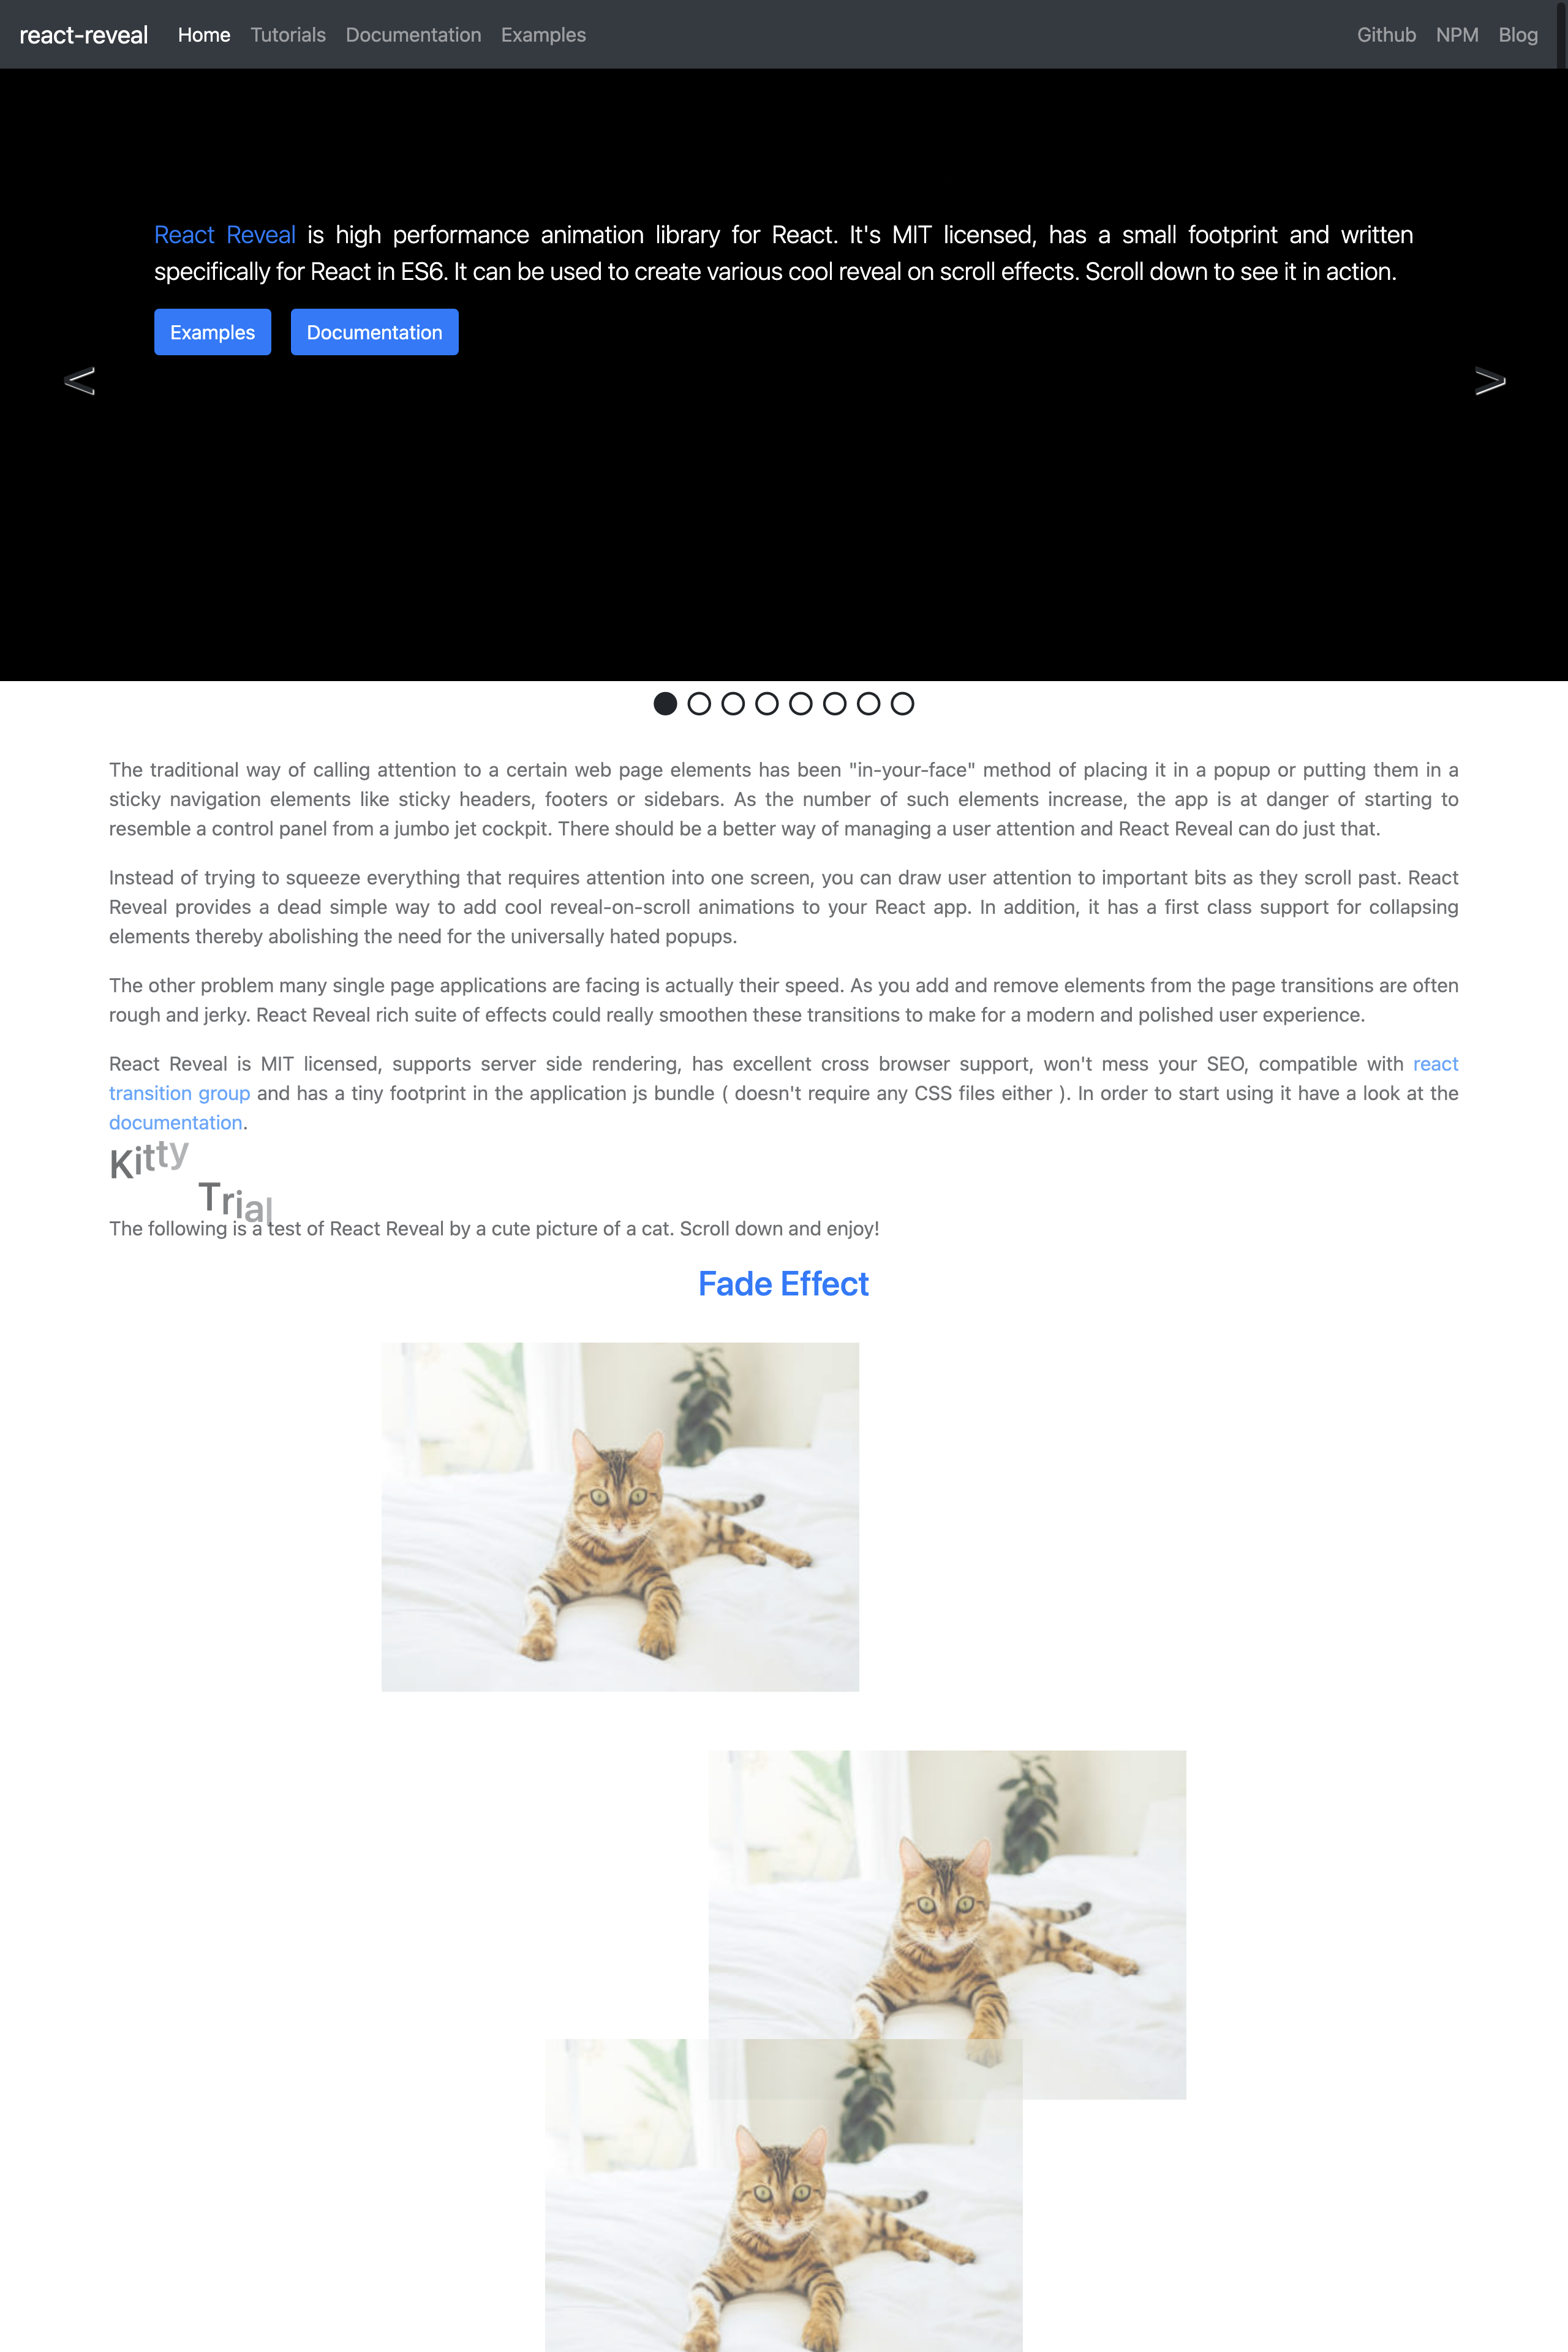 react-reveal Home Tutorials Documentation Examples Github NPM Blog
React Reveal is high performance animation library for React. It's MIT licensed, has a small footprint and written
specifically for React in ES6. It can be used to create various cool reveal on scroll effects. Scroll down to see it in action.
Examples Documentation
< >
The traditional way of calling attention to a certain web page elements has been "in-your-face" method of placing it in a popup or putting them in a
sticky navigation elements like sticky headers, footers or sidebars. As the number of such elements increase, the app is at danger of starting to
resemble a control panel from a jumbo jet cockpit. There should be a better way of managing a user attention and React Reveal can do just that.
Instead of trying to squeeze everything that requires attention into one screen, you can draw user attention to important bits as they scroll past. React
Reveal provides a dead simple way to add cool reveal-on-scroll animations to your React app. In addition, it has a first class support for collapsing
elements thereby abolishing the need for the universally hated popups.
The other problem many single page applications are facing is actually their speed. As you add and remove elements from the page transitions are often
rough and jerky. React Reveal rich suite of effects could really smoothen these transitions to make for a modern and polished user experience.
React Reveal is MIT licensed, supports server side rendering, has excellent cross browser support, won't mess your SEO, compatible with react
transition group and has a tiny footprint in the application js bundle ( doesn't require any CSS files either ). In order to start using it have a look at the
documentation.
Kitty
Trial
The following is a test of React Reveal by a cute picture of a cat. Scroll down and enjoy!
Fade Effect